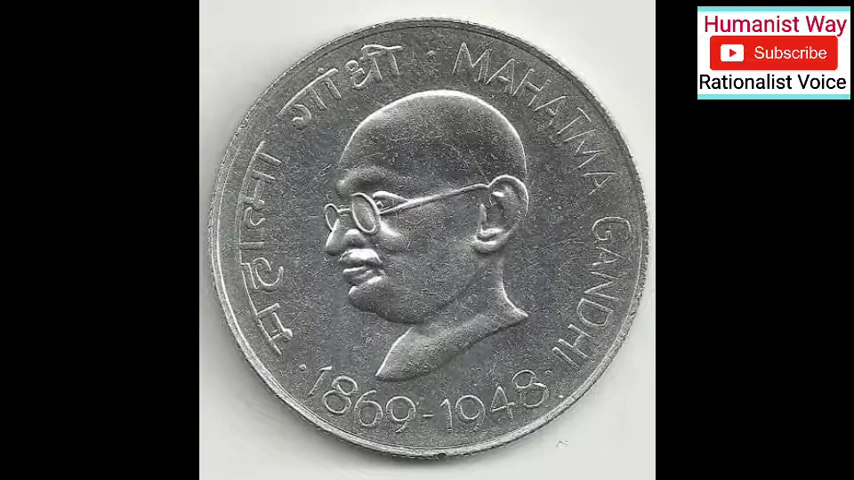 महात्मा गांधी
MAHATMA GANDHI
1869-1948
Humanist Way
Subscribe
Rationalist Voice